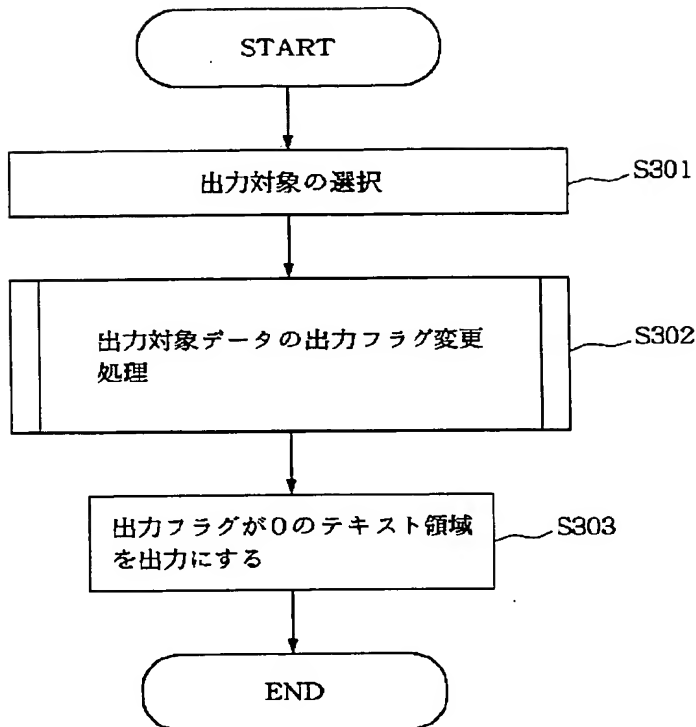 START
出力対象の選択
S301
出力対象データの出力フラグ変更
処理
S302
出力フラグが0のテキスト領域
を出力にする
S303
END